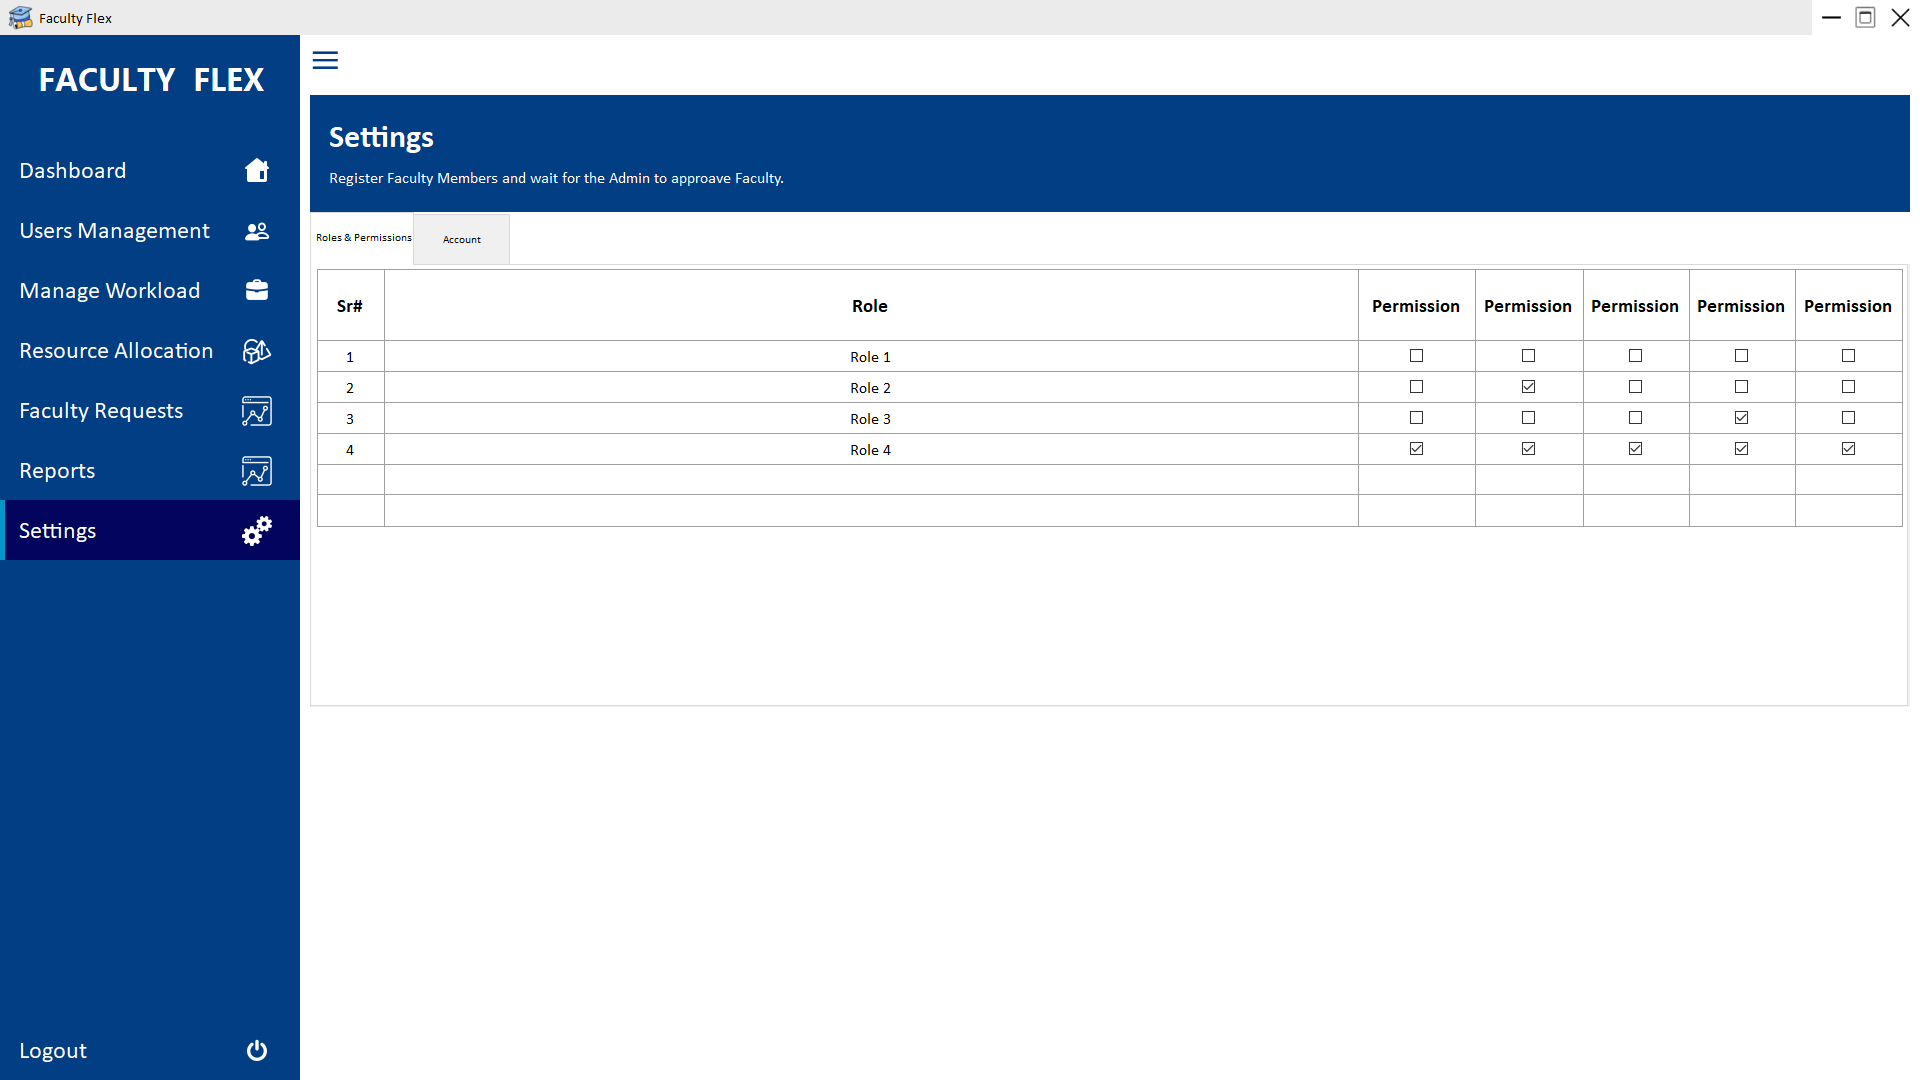 Faculty Flex
FACULTY FLEX
Dashboard
Users Management
Manage Workload
Resource Allocation
Faculty Requests
Reports
Settings
Logout
Settings
Register Faculty Members and wait for the Admin to approave Faculty.
Roles & Permissions Account
Sr# Role Permission Permission Permission Permission Permission
1 Role 1
2 Role 2
3 Role 3
4 Role 4